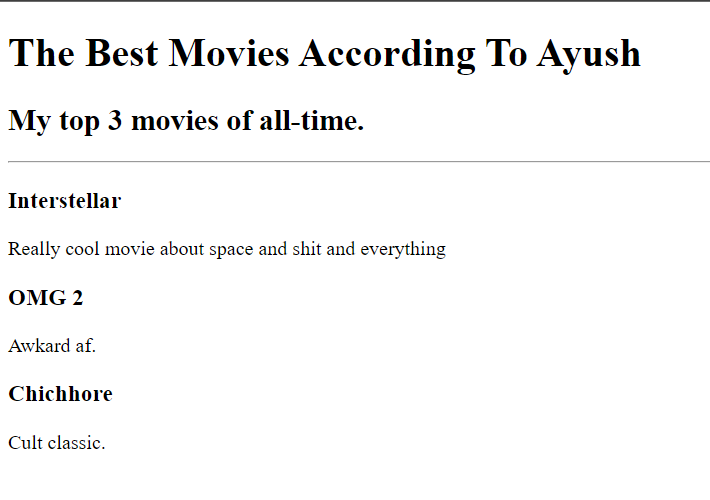 The Best Movies According To Ayush
My top 3 movies of all-time.
Interstellar
Really cool movie about space and shit and everything
OMG 2
Awkard af.
Chichhore
Cult classic.